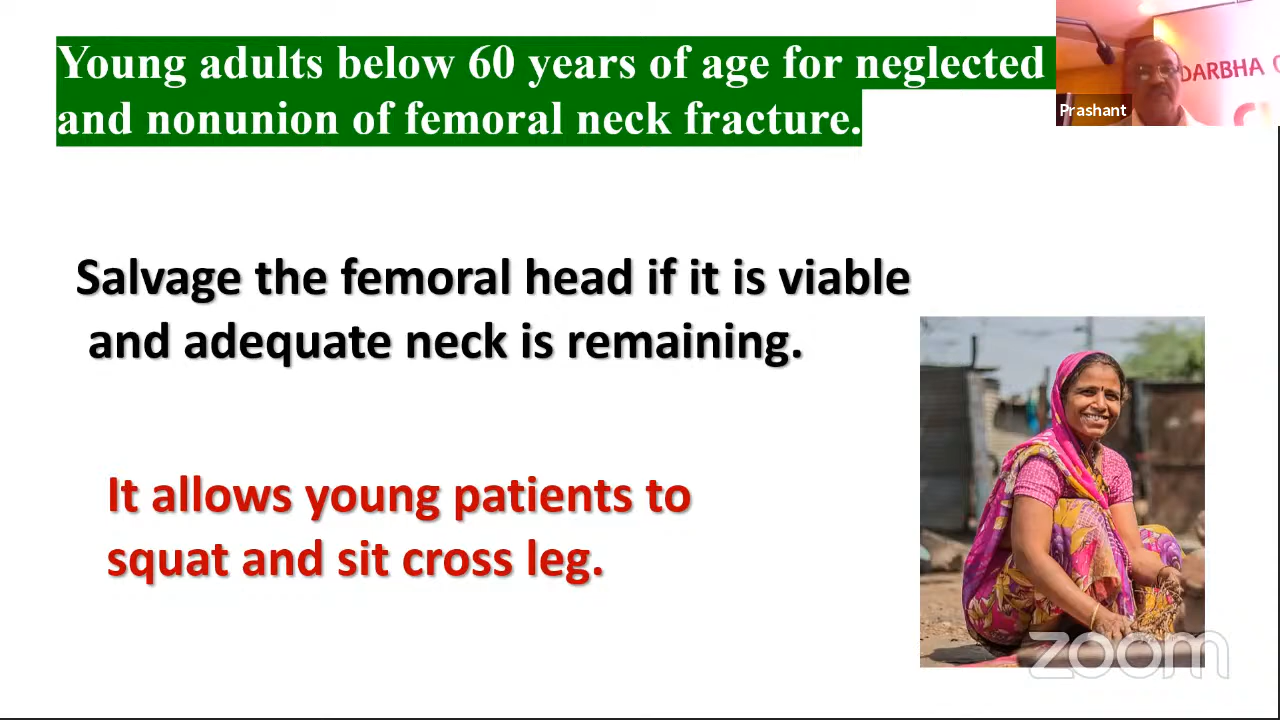 Young adults below 60 years of age for neglected
and nonunion of femoral neck fracture.
DARBHA
Prashant
Salvage the femoral head if it is viable
and adequate neck is remaining.
It allows young patients to
squat and sit cross leg.
zoom